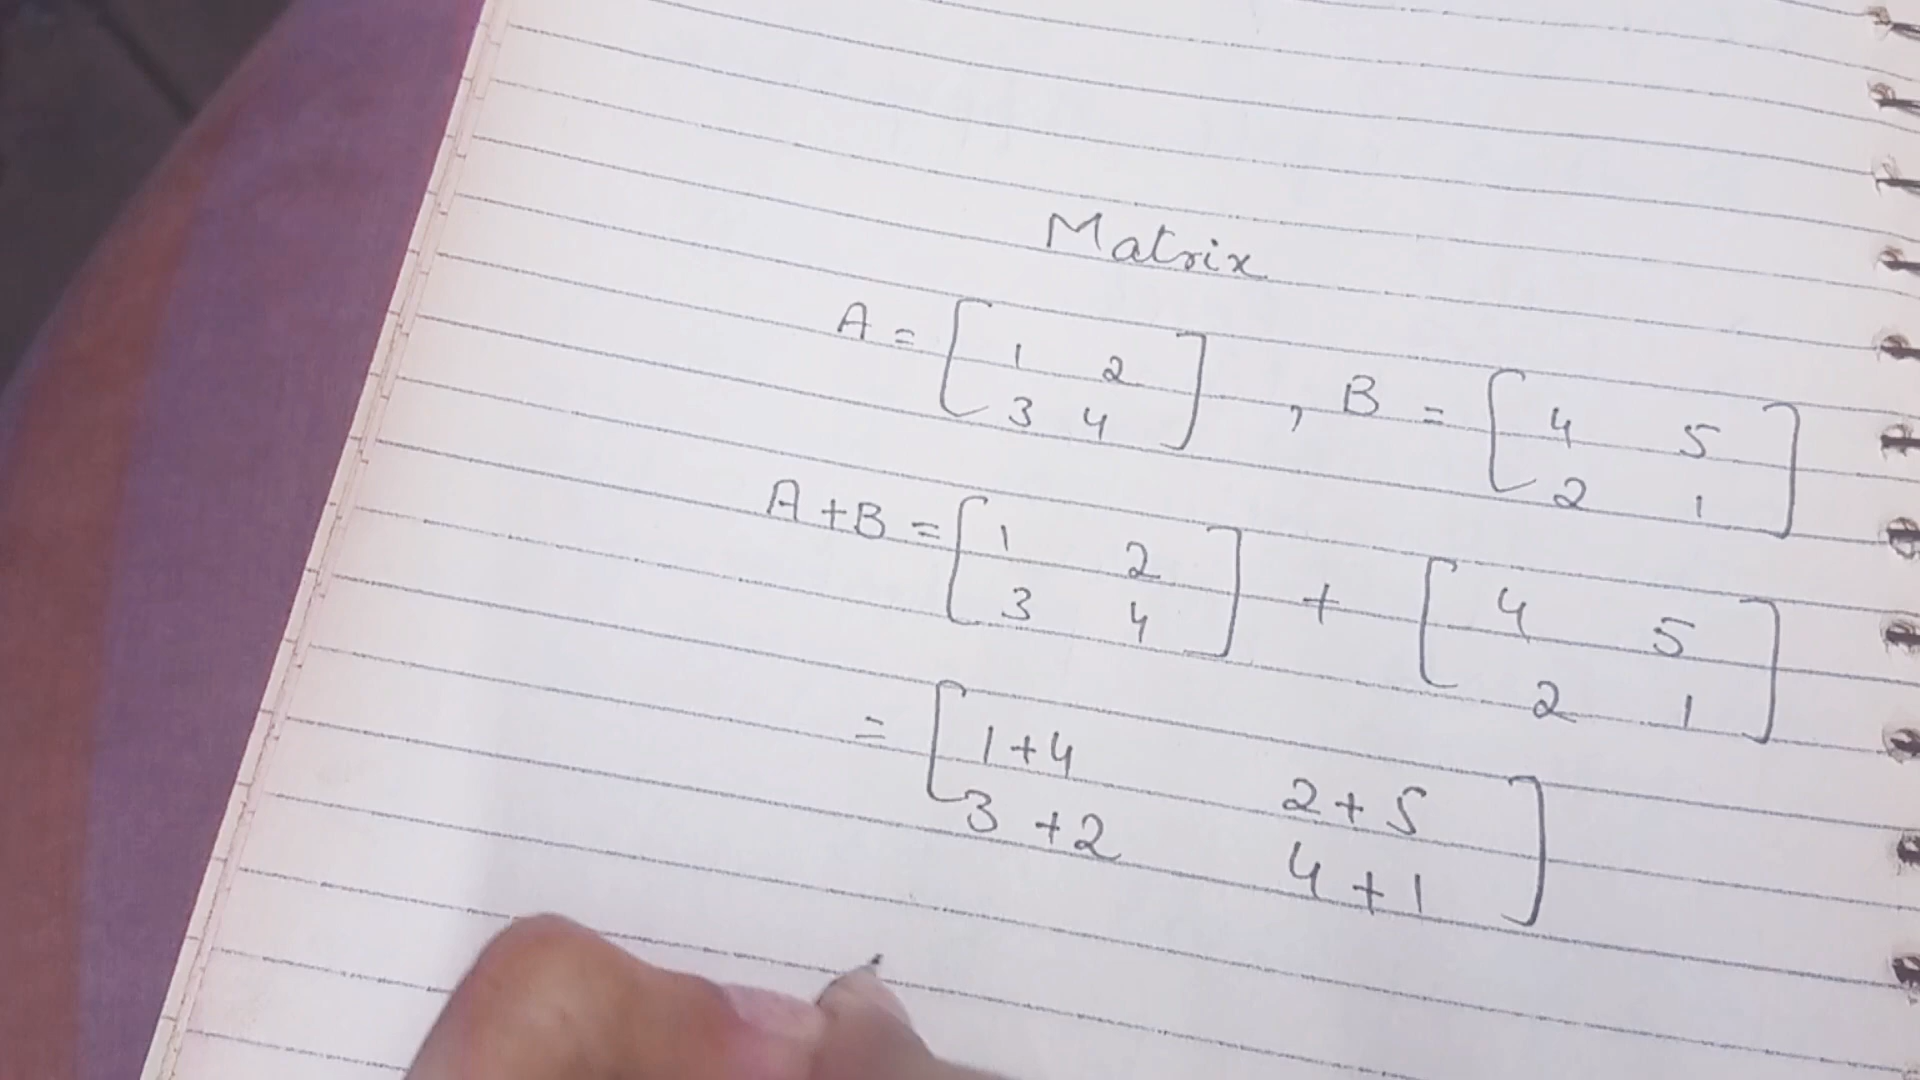 Matrix
A = [ 1 2 ] , B = [ 4 5 ]
3 4 2 1
A+B = [ 1 2 ] + [ 4 5 ]
3 4 2 1
= [ 1+4 2+5 ]
3+2 4+1